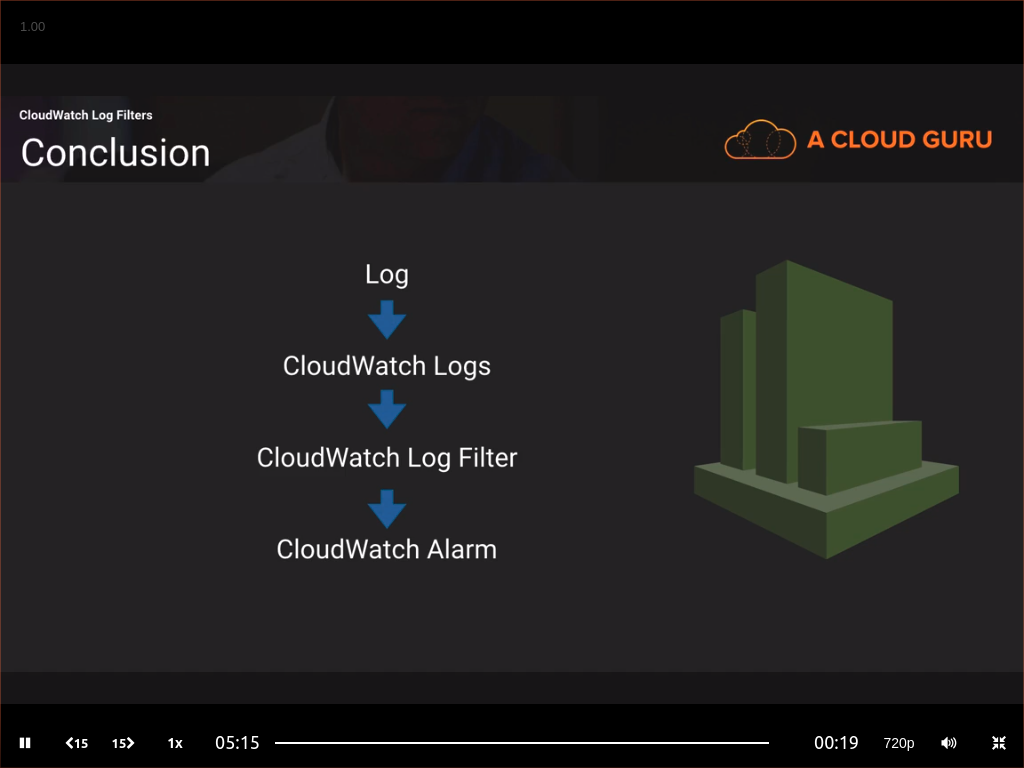 1.00
CloudWatch Log Filters
Conclusion
A CLOUD GURU
Log
CloudWatch Logs
CloudWatch Log Filter
CloudWatch Alarm
15 15 1x 05:15 00:19 720p